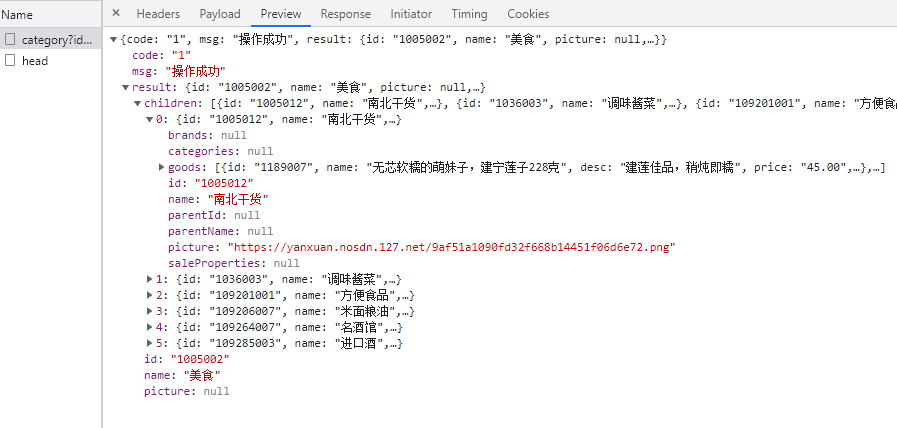 Name
category?id...
head
× Headers Payload Preview Response Initiator Timing Cookies
▼{code: "1", msg: "操作成功", result: {id: "1005002", name: "美食", picture: null,…}}
code: "1"
msg: "操作成功"
▼result: {id: "1005002", name: "美食", picture: null,…}
▼children: [{id: "1005012", name: "南北干货",…}, {id: "1036003", name: "调味酱菜",…}, {id: "109201001", name: "方便食品
▼0: {id: "1005012", name: "南北干货",…}
brands: null
categories: null
▶goods: [{id: "1189007", name: "无芯软糯的萌妹子，建宁莲子228克", desc: "建莲佳品，稍炖即糯", price: "45.00",…},…]
id: "1005012"
name: "南北干货"
parentId: null
parentName: null
picture: "https://yanxuan.nosdn.127.net/9af51a1090fd32f668b14451f06d6e72.png"
saleProperties: null
▶1: {id: "1036003", name: "调味酱菜",…}
▶2: {id: "109201001", name: "方便食品",…}
▶3: {id: "109206007", name: "米面粮油",…}
▶4: {id: "109264007", name: "名酒馆",…}
▶5: {id: "109285003", name: "进口酒",…}
id: "1005002"
name: "美食"
picture: null